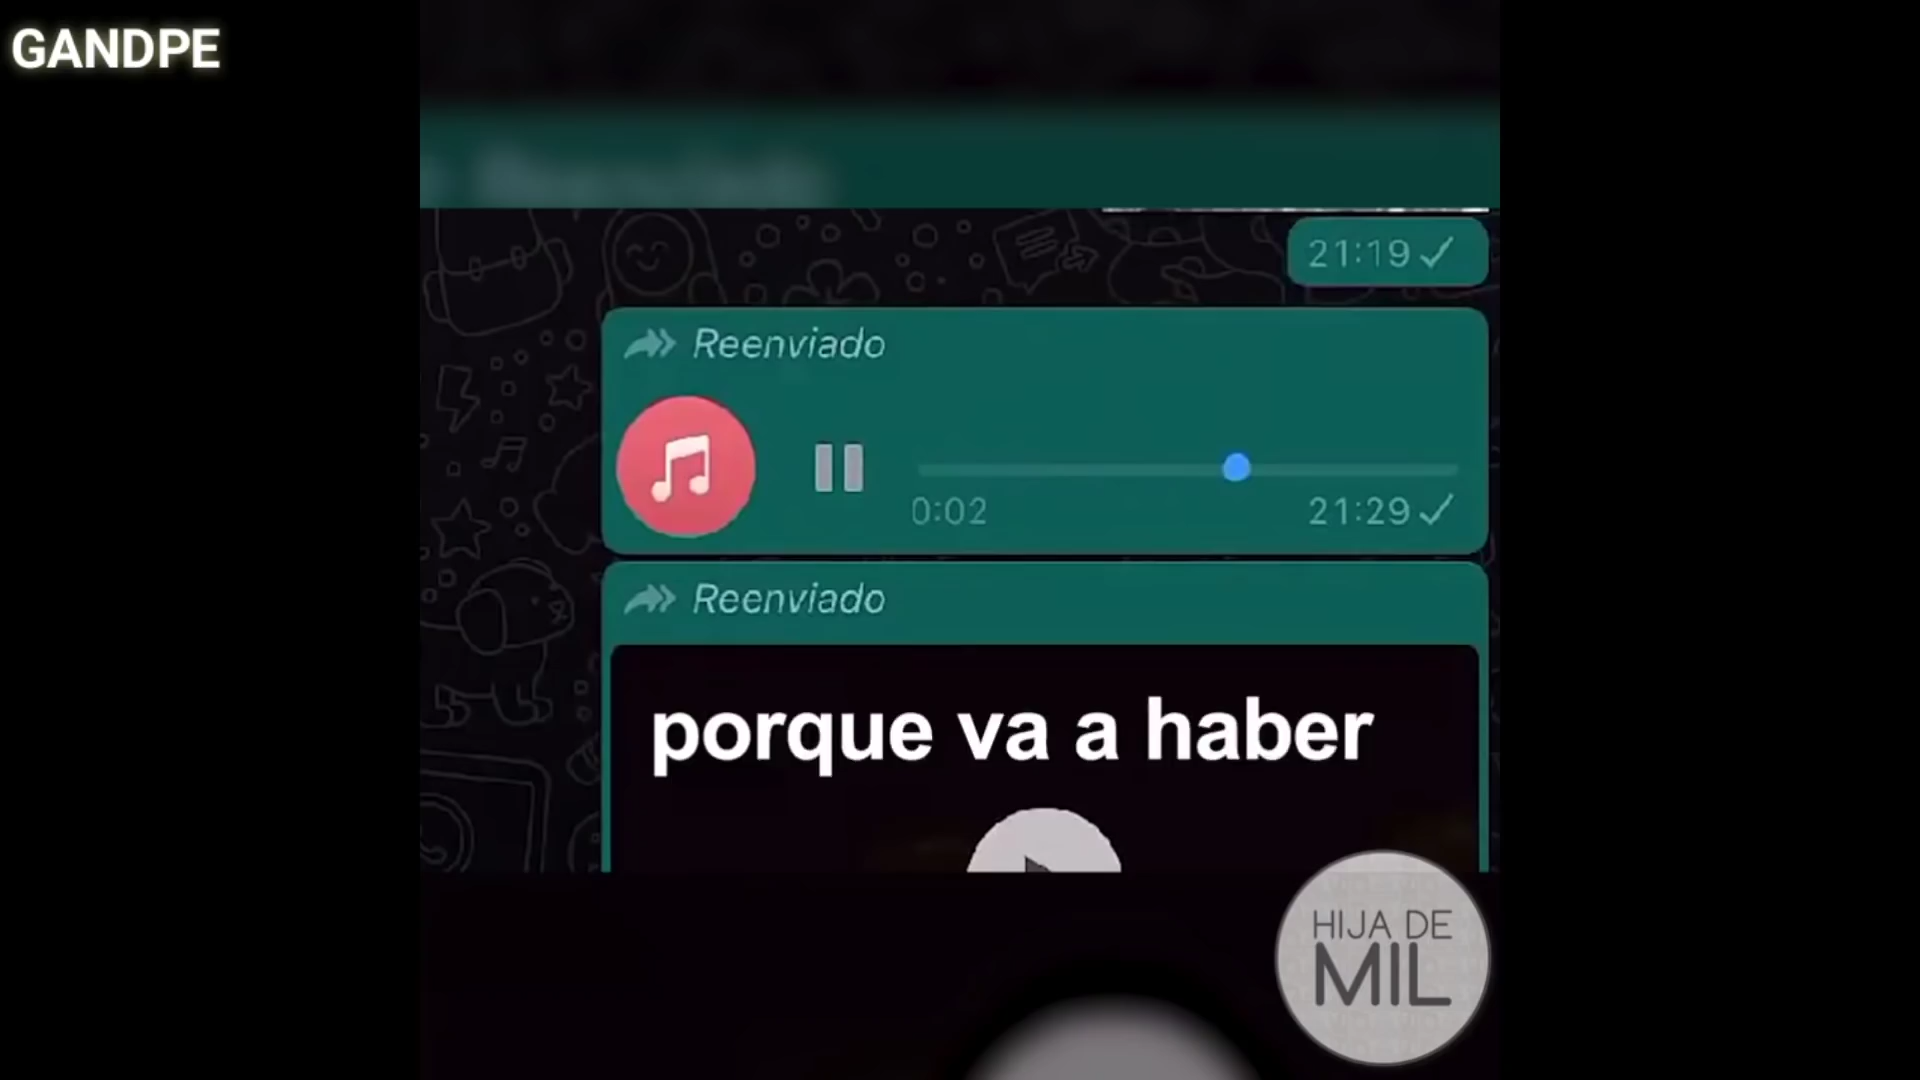 GANDPE
21:19
Reenviado
0:02
21:29
Reenviado
porque va a haber
HIJA DE
MIL